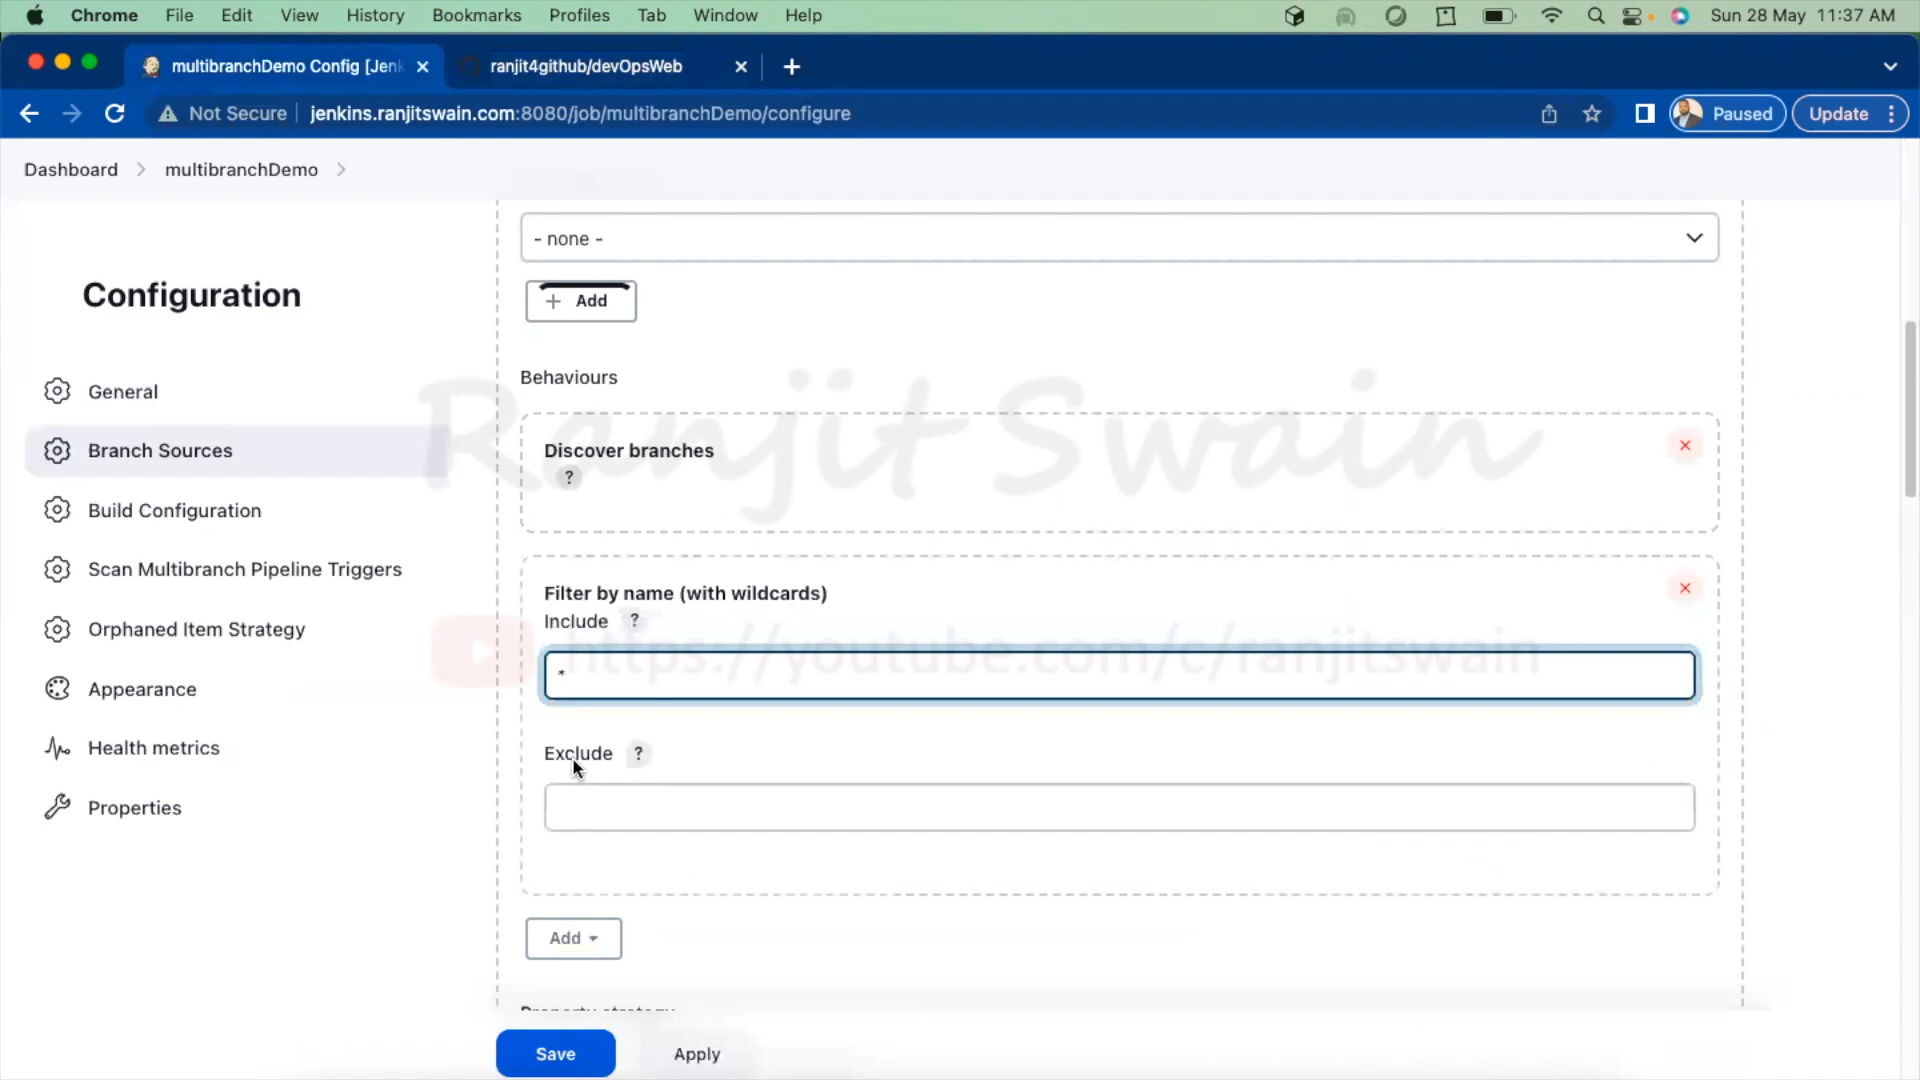 Chrome File Edit View History Bookmarks Profiles Tab Window Help Sun 28 May 11:37 AM
multibranchDemo Config [Jenk ranjit4github/devOpsWeb
Not Secure jenkins.ranjitswain.com:8080/job/multibranchDemo/configure Paused Update
Dashboard multibranchDemo
- none -
Configuration
+ Add
Behaviours
General
Ranjit Swain
Discover branches
?
Branch Sources
Build Configuration
Scan Multibranch Pipeline Triggers
Filter by name (with wildcards)
Include ?
Orphaned Item Strategy
https://youtube.com/c/ranjitswain
*
Appearance
Health metrics
Exclude ?
Properties
Add
Property strategy
Save Apply